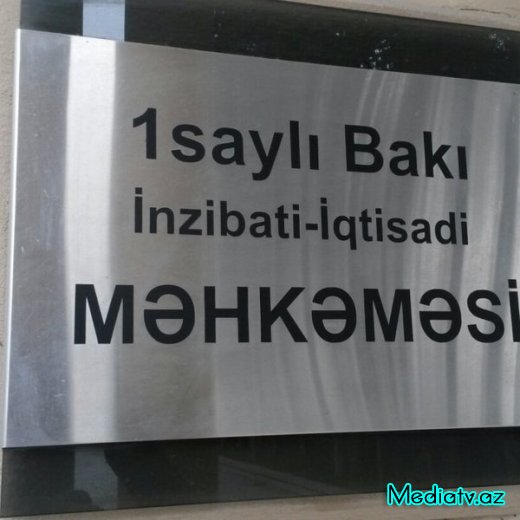 1saylı Bakı
İnzibati-İqtisadi
MƏHKƏMƏSİ
Mediatv.az